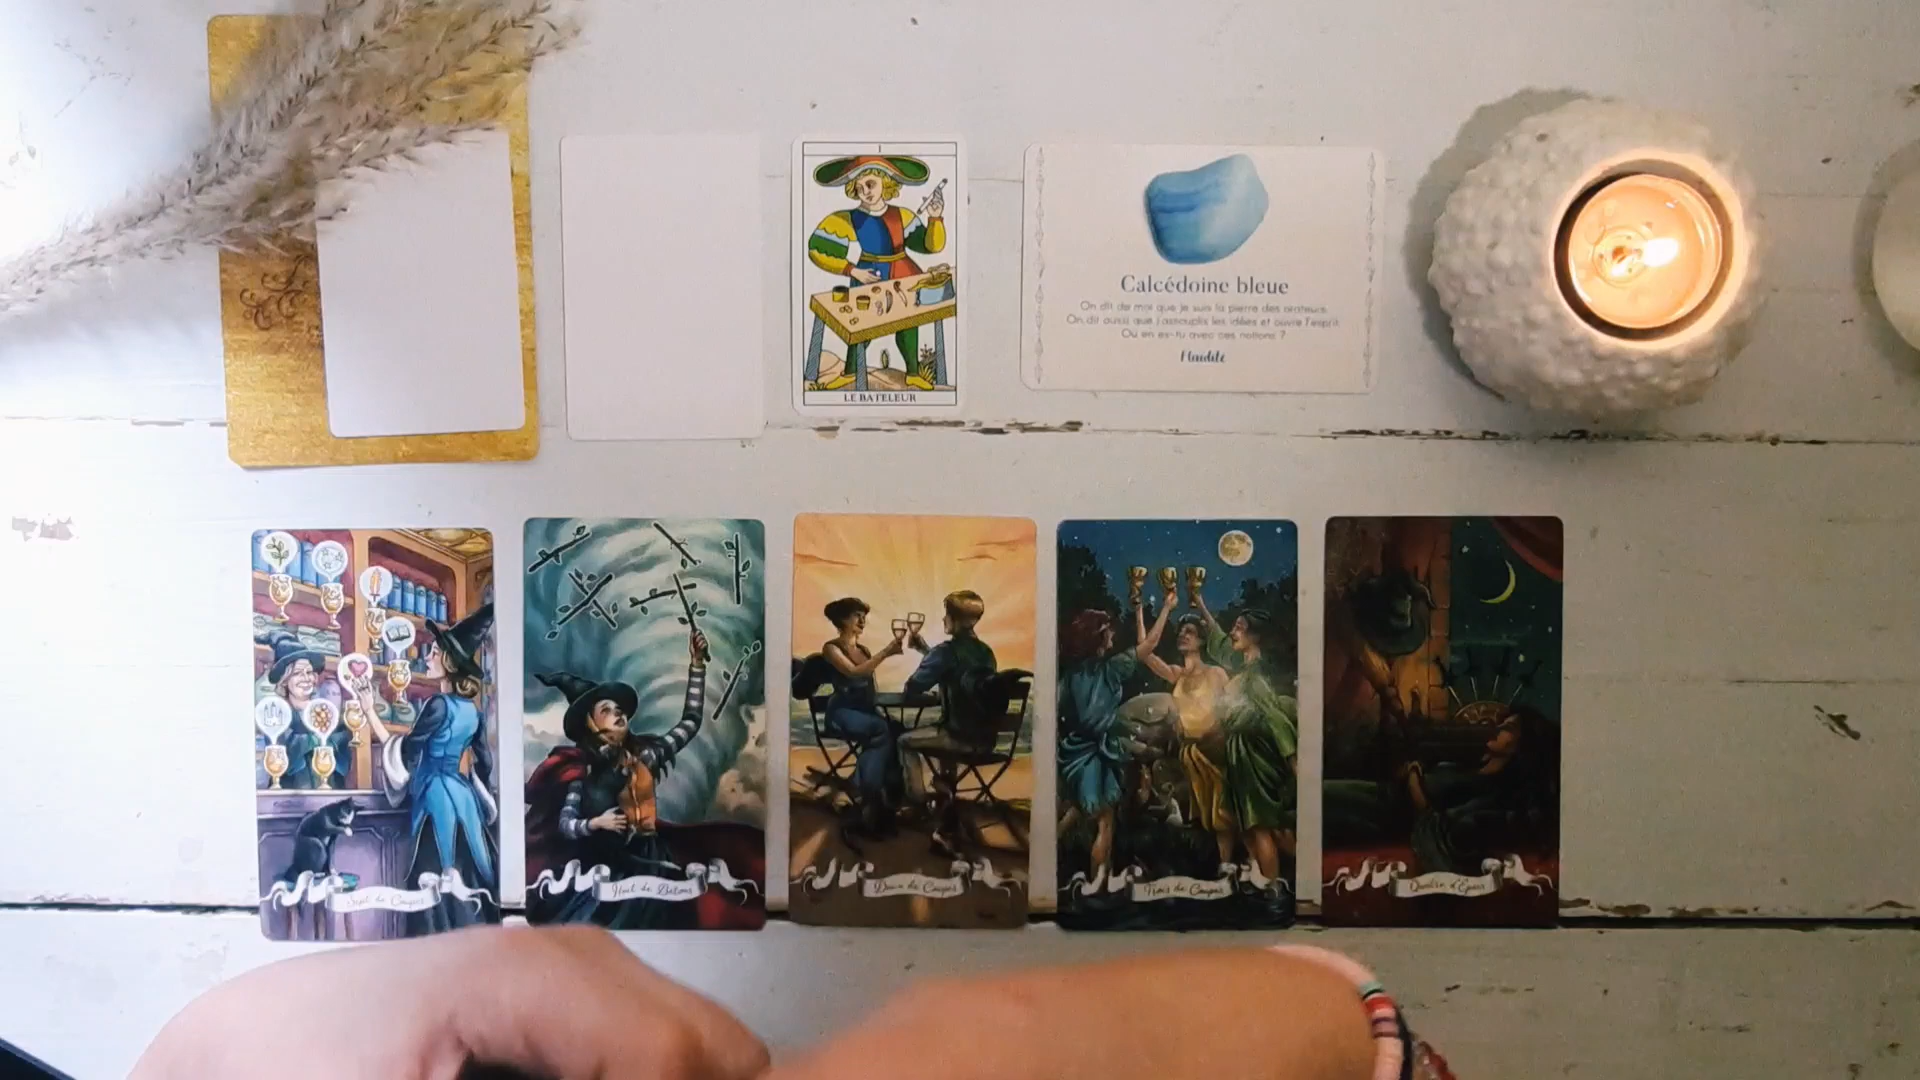 I
LE BATELEUR
Calcédoine bleue
On dit de moi que je suis la pierre des orateurs.
On dit aussi que j'assouplis les idées et ouvre l'esprit.
Où en es-tu avec ces notions ?
Fluidité
Sept de Coupes
Huit de Bâtons
Deux de Coupes
Trois de Coupes
Quatre d'Épées